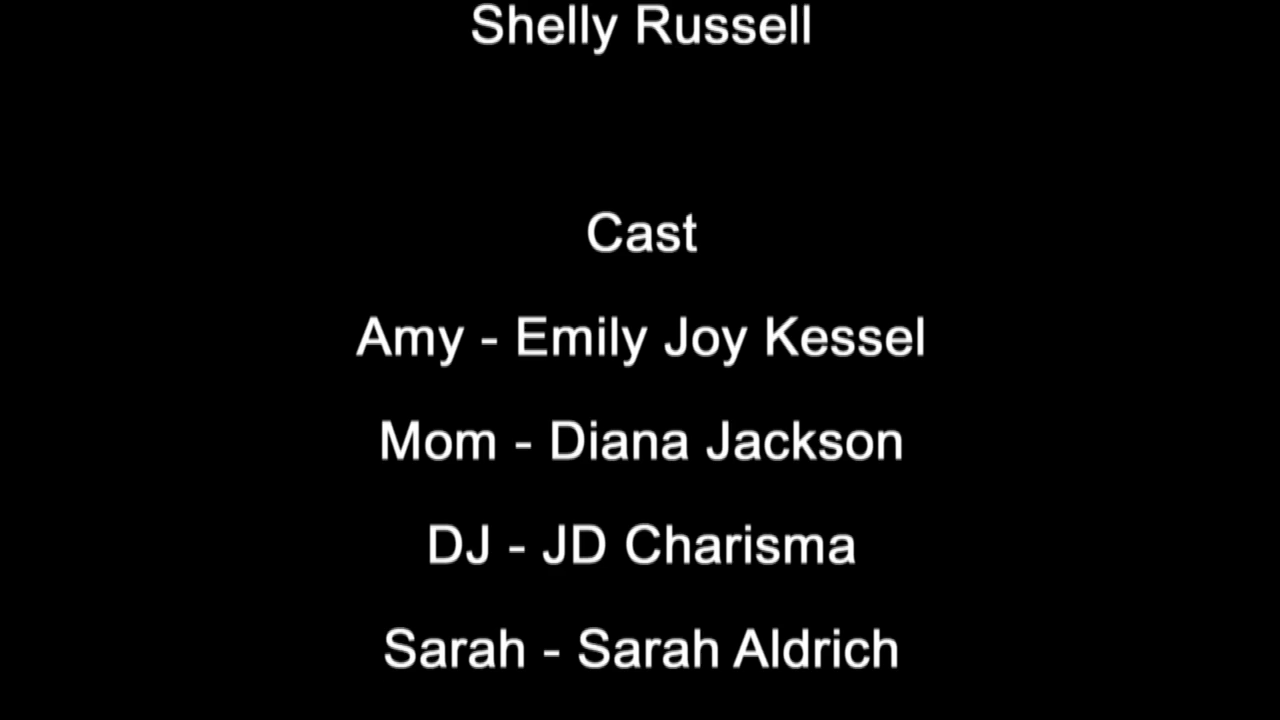 Shelly Russell
Cast
Amy - Emily Joy Kessel
Mom - Diana Jackson
DJ - JD Charisma
Sarah - Sarah Aldrich